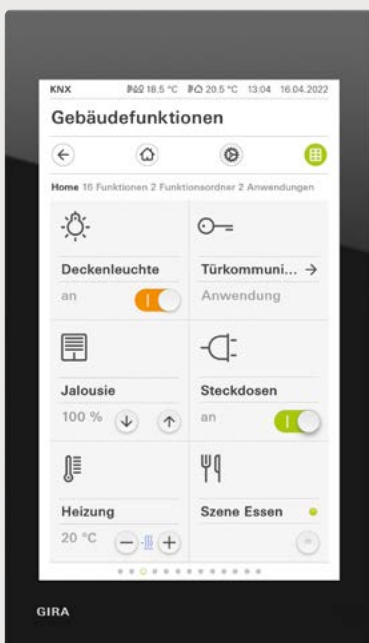 KNX 18.5 °C 20.5 °C 13:04 16.04.2022
Gebäudefunktionen
Home 16 Funktionen 2 Funktionsordner 2 Anwendungen
Deckenleuchte
an
Türkommuni... →
Anwendung
Jalousie
100 %
Steckdosen
an
Heizung
20 °C
Szene Essen
GIRA